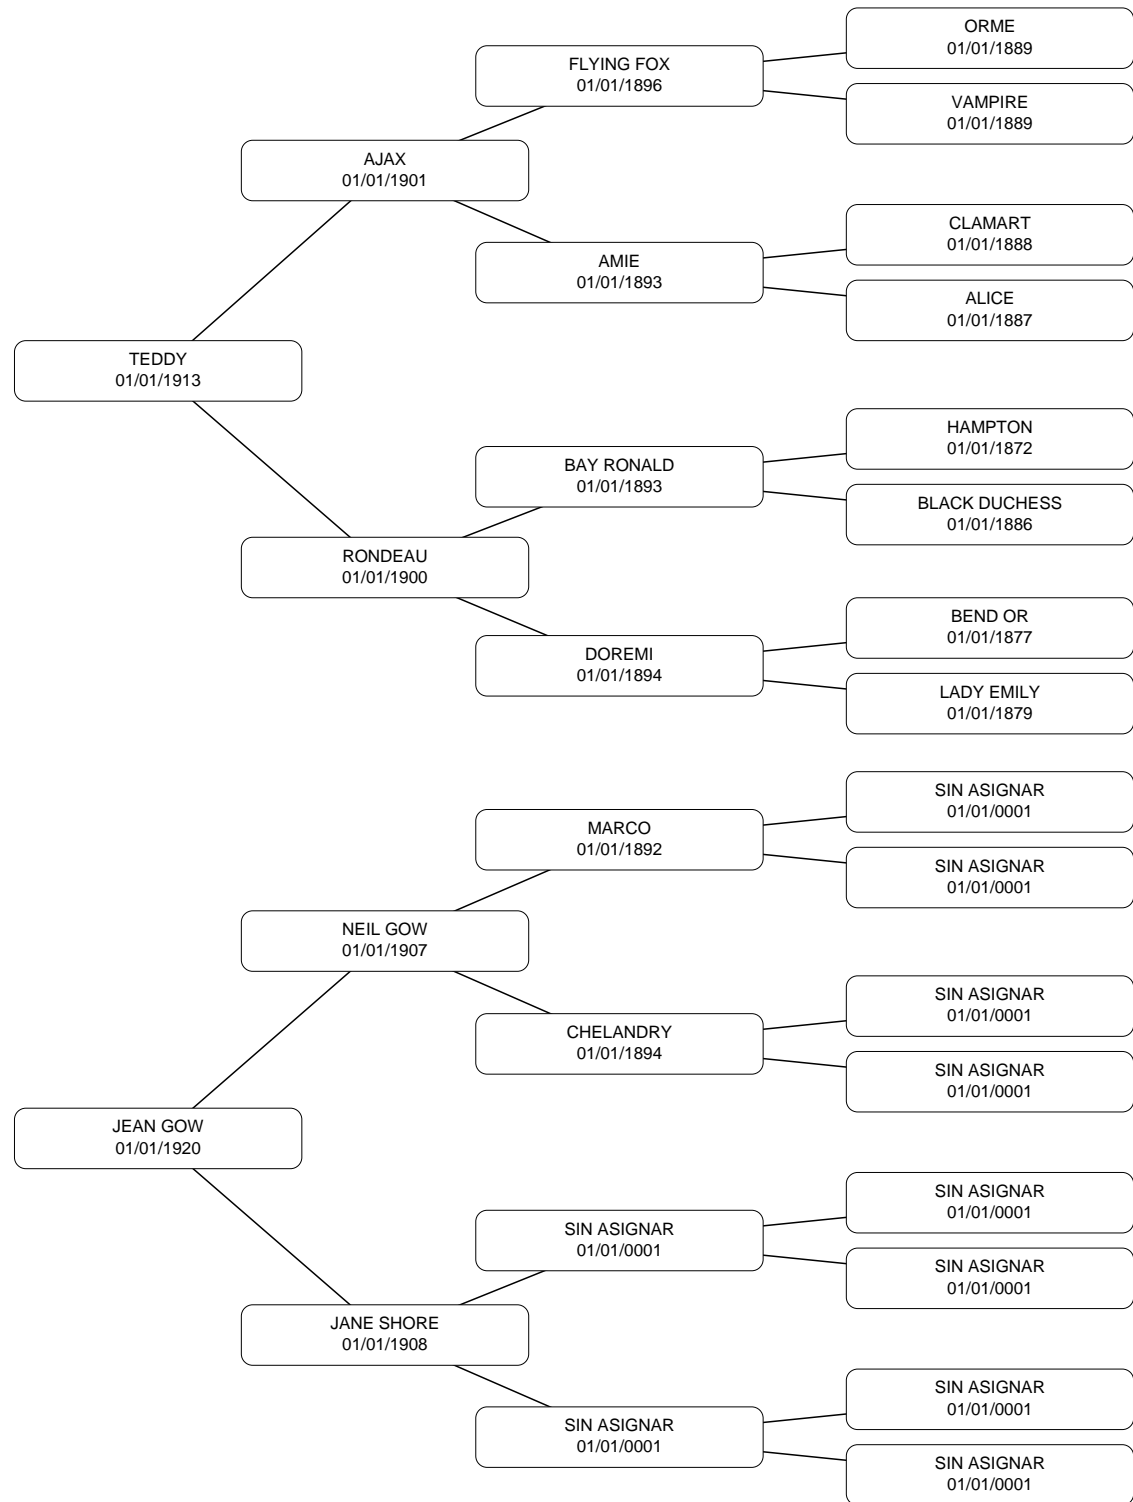 ORME
01/01/1889
FLYING FOX
01/01/1896
VAMPIRE
01/01/1889
AJAX
01/01/1901
CLAMART
01/01/1888
AMIE
01/01/1893
ALICE
01/01/1887
TEDDY
01/01/1913
HAMPTON
01/01/1872
BAY RONALD
01/01/1893
BLACK DUCHESS
01/01/1886
RONDEAU
01/01/1900
BEND OR
01/01/1877
DOREMI
01/01/1894
LADY EMILY
01/01/1879
SIN ASIGNAR
01/01/0001
MARCO
01/01/1892
SIN ASIGNAR
01/01/0001
NEIL GOW
01/01/1907
SIN ASIGNAR
01/01/0001
CHELANDRY
01/01/1894
SIN ASIGNAR
01/01/0001
JEAN GOW
01/01/1920
SIN ASIGNAR
01/01/0001
SIN ASIGNAR
01/01/0001
SIN ASIGNAR
01/01/0001
JANE SHORE
01/01/1908
SIN ASIGNAR
01/01/0001
SIN ASIGNAR
01/01/0001
SIN ASIGNAR
01/01/0001